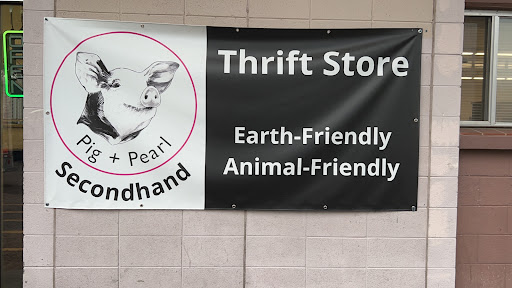 Pig + Pearl
Secondhand
Thrift Store
Earth-Friendly
Animal-Friendly